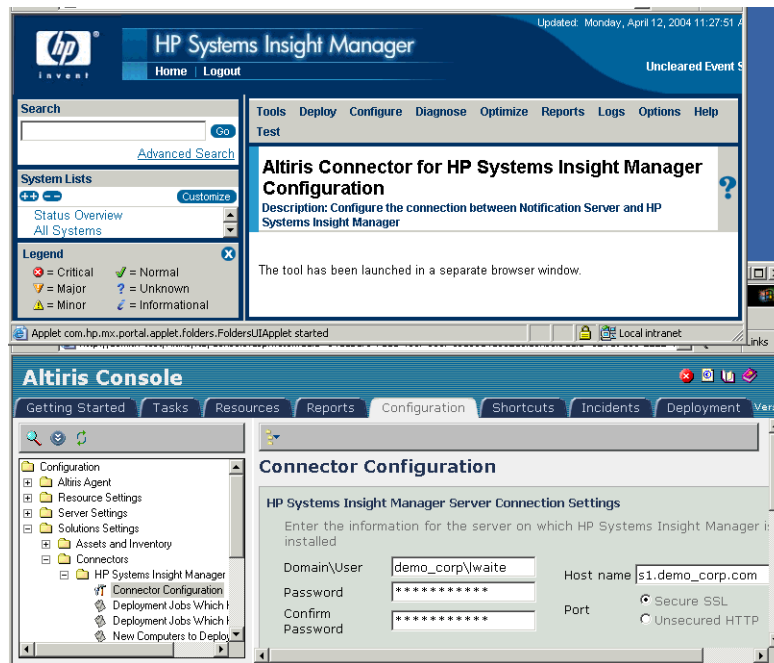 Updated: Monday, April 12, 2004 11:27:51
hp
invent
HP Systems Insight Manager
Home | Logout
Uncleared Event
Search
Go
Advanced Search
System Lists
Customize
Status Overview
All Systems
Legend
= Critical = Normal
= Major ? = Unknown
= Minor = Informational
Tools Deploy Configure Diagnose Optimize Reports Logs Options Help
Test
Altiris Connector for HP Systems Insight Manager
Configuration
?
Description: Configure the connection between Notification Server and HP
Systems Insight Manager
The tool has been launched in a separate browser window.
Applet com.hp.mx.portal.applet.folders.FoldersUIApplet started
Local intranet
inks
Altiris Console
Getting Started Tasks Resources Reports Configuration Shortcuts Incidents Deployment Ver
Configuration
Altiris Agent
Resource Settings
Server Settings
Solutions Settings
Assets and Inventory
Connectors
HP Systems Insight Manager
Connector Configuration
Deployment Jobs Which
Deployment Jobs Which
New Computers to Deploy
Connector Configuration
HP Systems Insight Manager Server Connection Settings
Enter the information for the server on which HP Systems Insight Manager is
installed
Domain\User demo_corp\lwaite
Host name s1.demo_corp.com
Password ***********
Port Secure SSL
Unsecured HTTP
Confirm
Password ***********